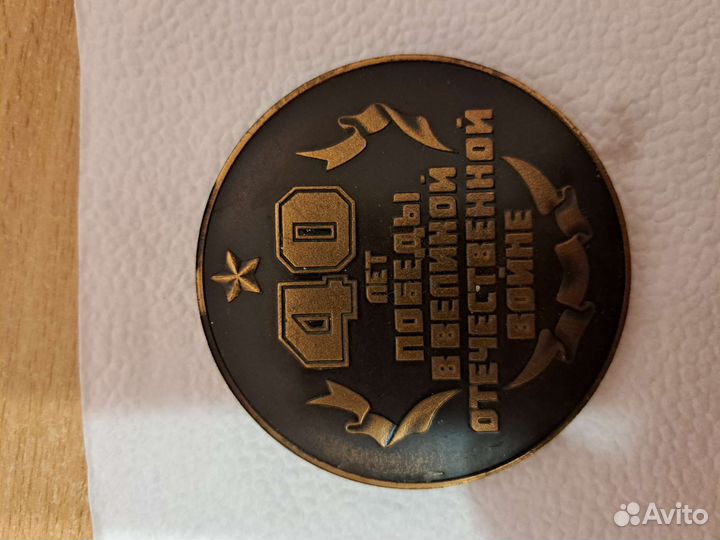 40
ЛЕТ
ПОБЕДЫ
В ВЕЛИКОЙ
ОТЕЧЕСТВЕННОЙ
ВОЙНЕ
Avito